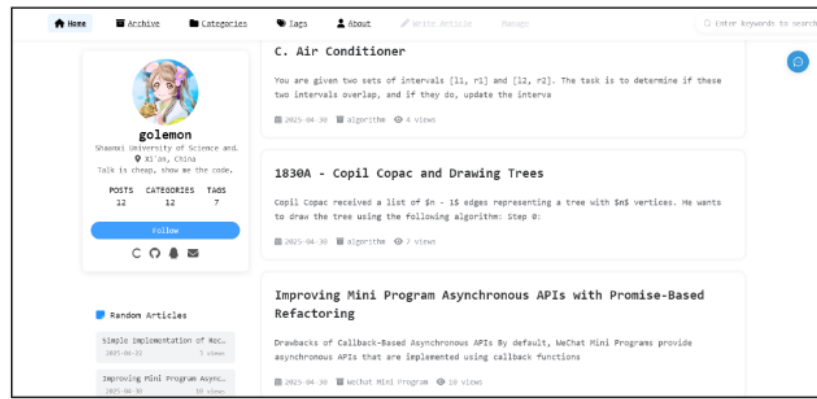 Home Archive Categories Tags About Write Article Manage Enter keywords to search
golemon
Shaanxi University of Science and.
Xi'an, China
Talk is cheap, show me the code.
POSTS CATEGORIES TAGS
12 12 7
Follow
Random Articles
Simple Implementation of Rec…
2025-04-22 5 views
Improving Mini Program Async…
2025-04-30 10 views
C. Air Conditioner
You are given two sets of intervals [l1, r1] and [l2, r2]. The task is to determine if these
two intervals overlap, and if they do, update the interva
2025-04-30 algorithm 4 views
1830A - Copil Copac and Drawing Trees
Copil Copac received a list of $n - 1$ edges representing a tree with $n$ vertices. He wants
to draw the tree using the following algorithm: Step 0:
2025-04-30 algorithm 7 views
Improving Mini Program Asynchronous APIs with Promise-Based
Refactoring
Drawbacks of Callback-Based Asynchronous APIs By default, WeChat Mini Programs provide
asynchronous APIs that are implemented using callback functions
2025-04-30 WeChat Mini Program 10 views